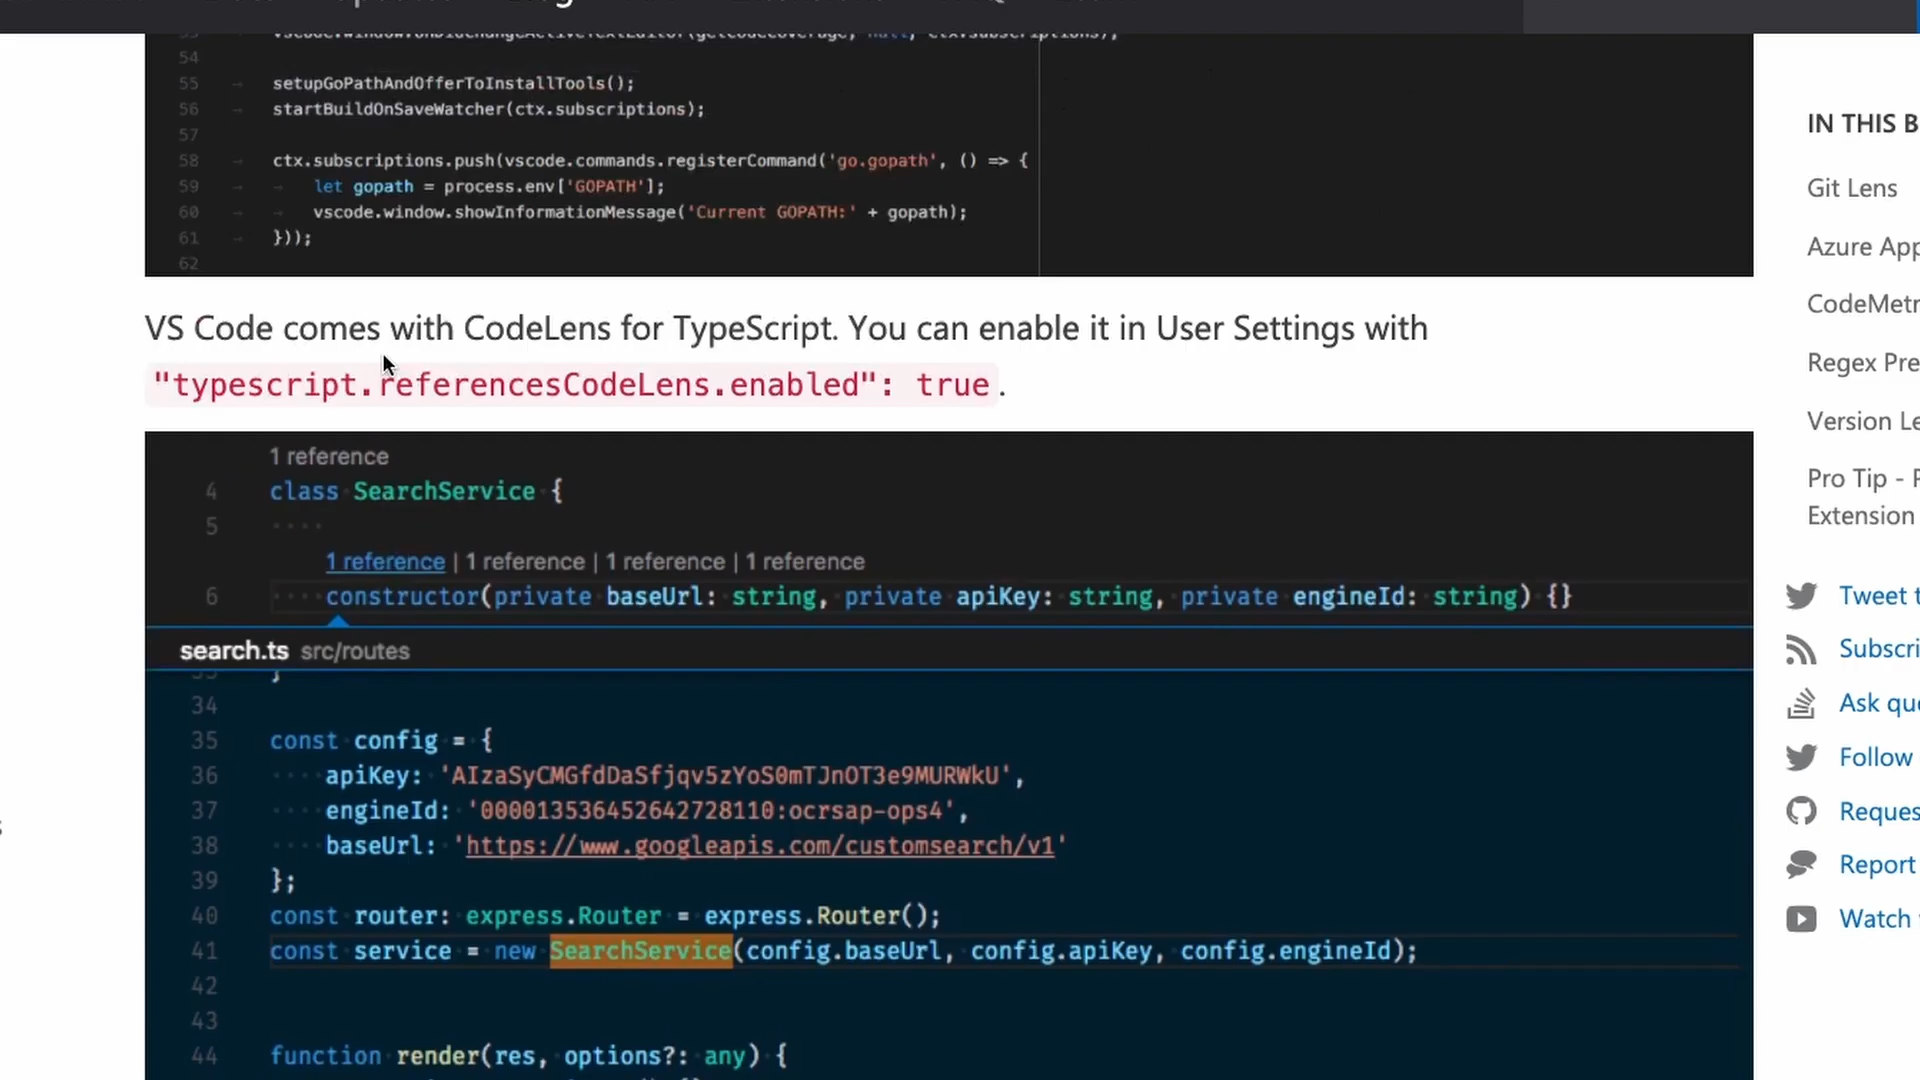 54
55 setupGoPathAndOfferToInstallTools();
56 startBuildOnSaveWatcher(ctx.subscriptions);
57
58 ctx.subscriptions.push(vscode.commands.registerCommand('go.gopath', () => {
59 let gopath = process.env['GOPATH'];
60 vscode.window.showInformationMessage('Current GOPATH:' + gopath);
61 }));
62
VS Code comes with CodeLens for TypeScript. You can enable it in User Settings with
"typescript.referencesCodeLens.enabled": true.
1 reference
4 class SearchService {
5
1 reference | 1 reference | 1 reference | 1 reference
6 constructor(private baseUrl: string, private apiKey: string, private engineId: string) {}
search.ts src/routes
34
35 const config = {
36 apiKey: 'AIzaSyCMGfdDaSfjqv5zYoS0mTJnOT3e9MURWkU',
37 engineId: '000013536452642728110:ocrsap-ops4',
38 baseUrl: 'https://www.googleapis.com/customsearch/v1'
39 };
40 const router: express.Router = express.Router();
41 const service = new SearchService(config.baseUrl, config.apiKey, config.engineId);
42
43
44 function render(res, options?: any) {
IN THIS B
Git Lens
Azure App
CodeMetr
Regex Pre
Version Le
Pro Tip - 
Extension
Tweet t
Subscri
Ask que
Follow
Reques
Report
Watch